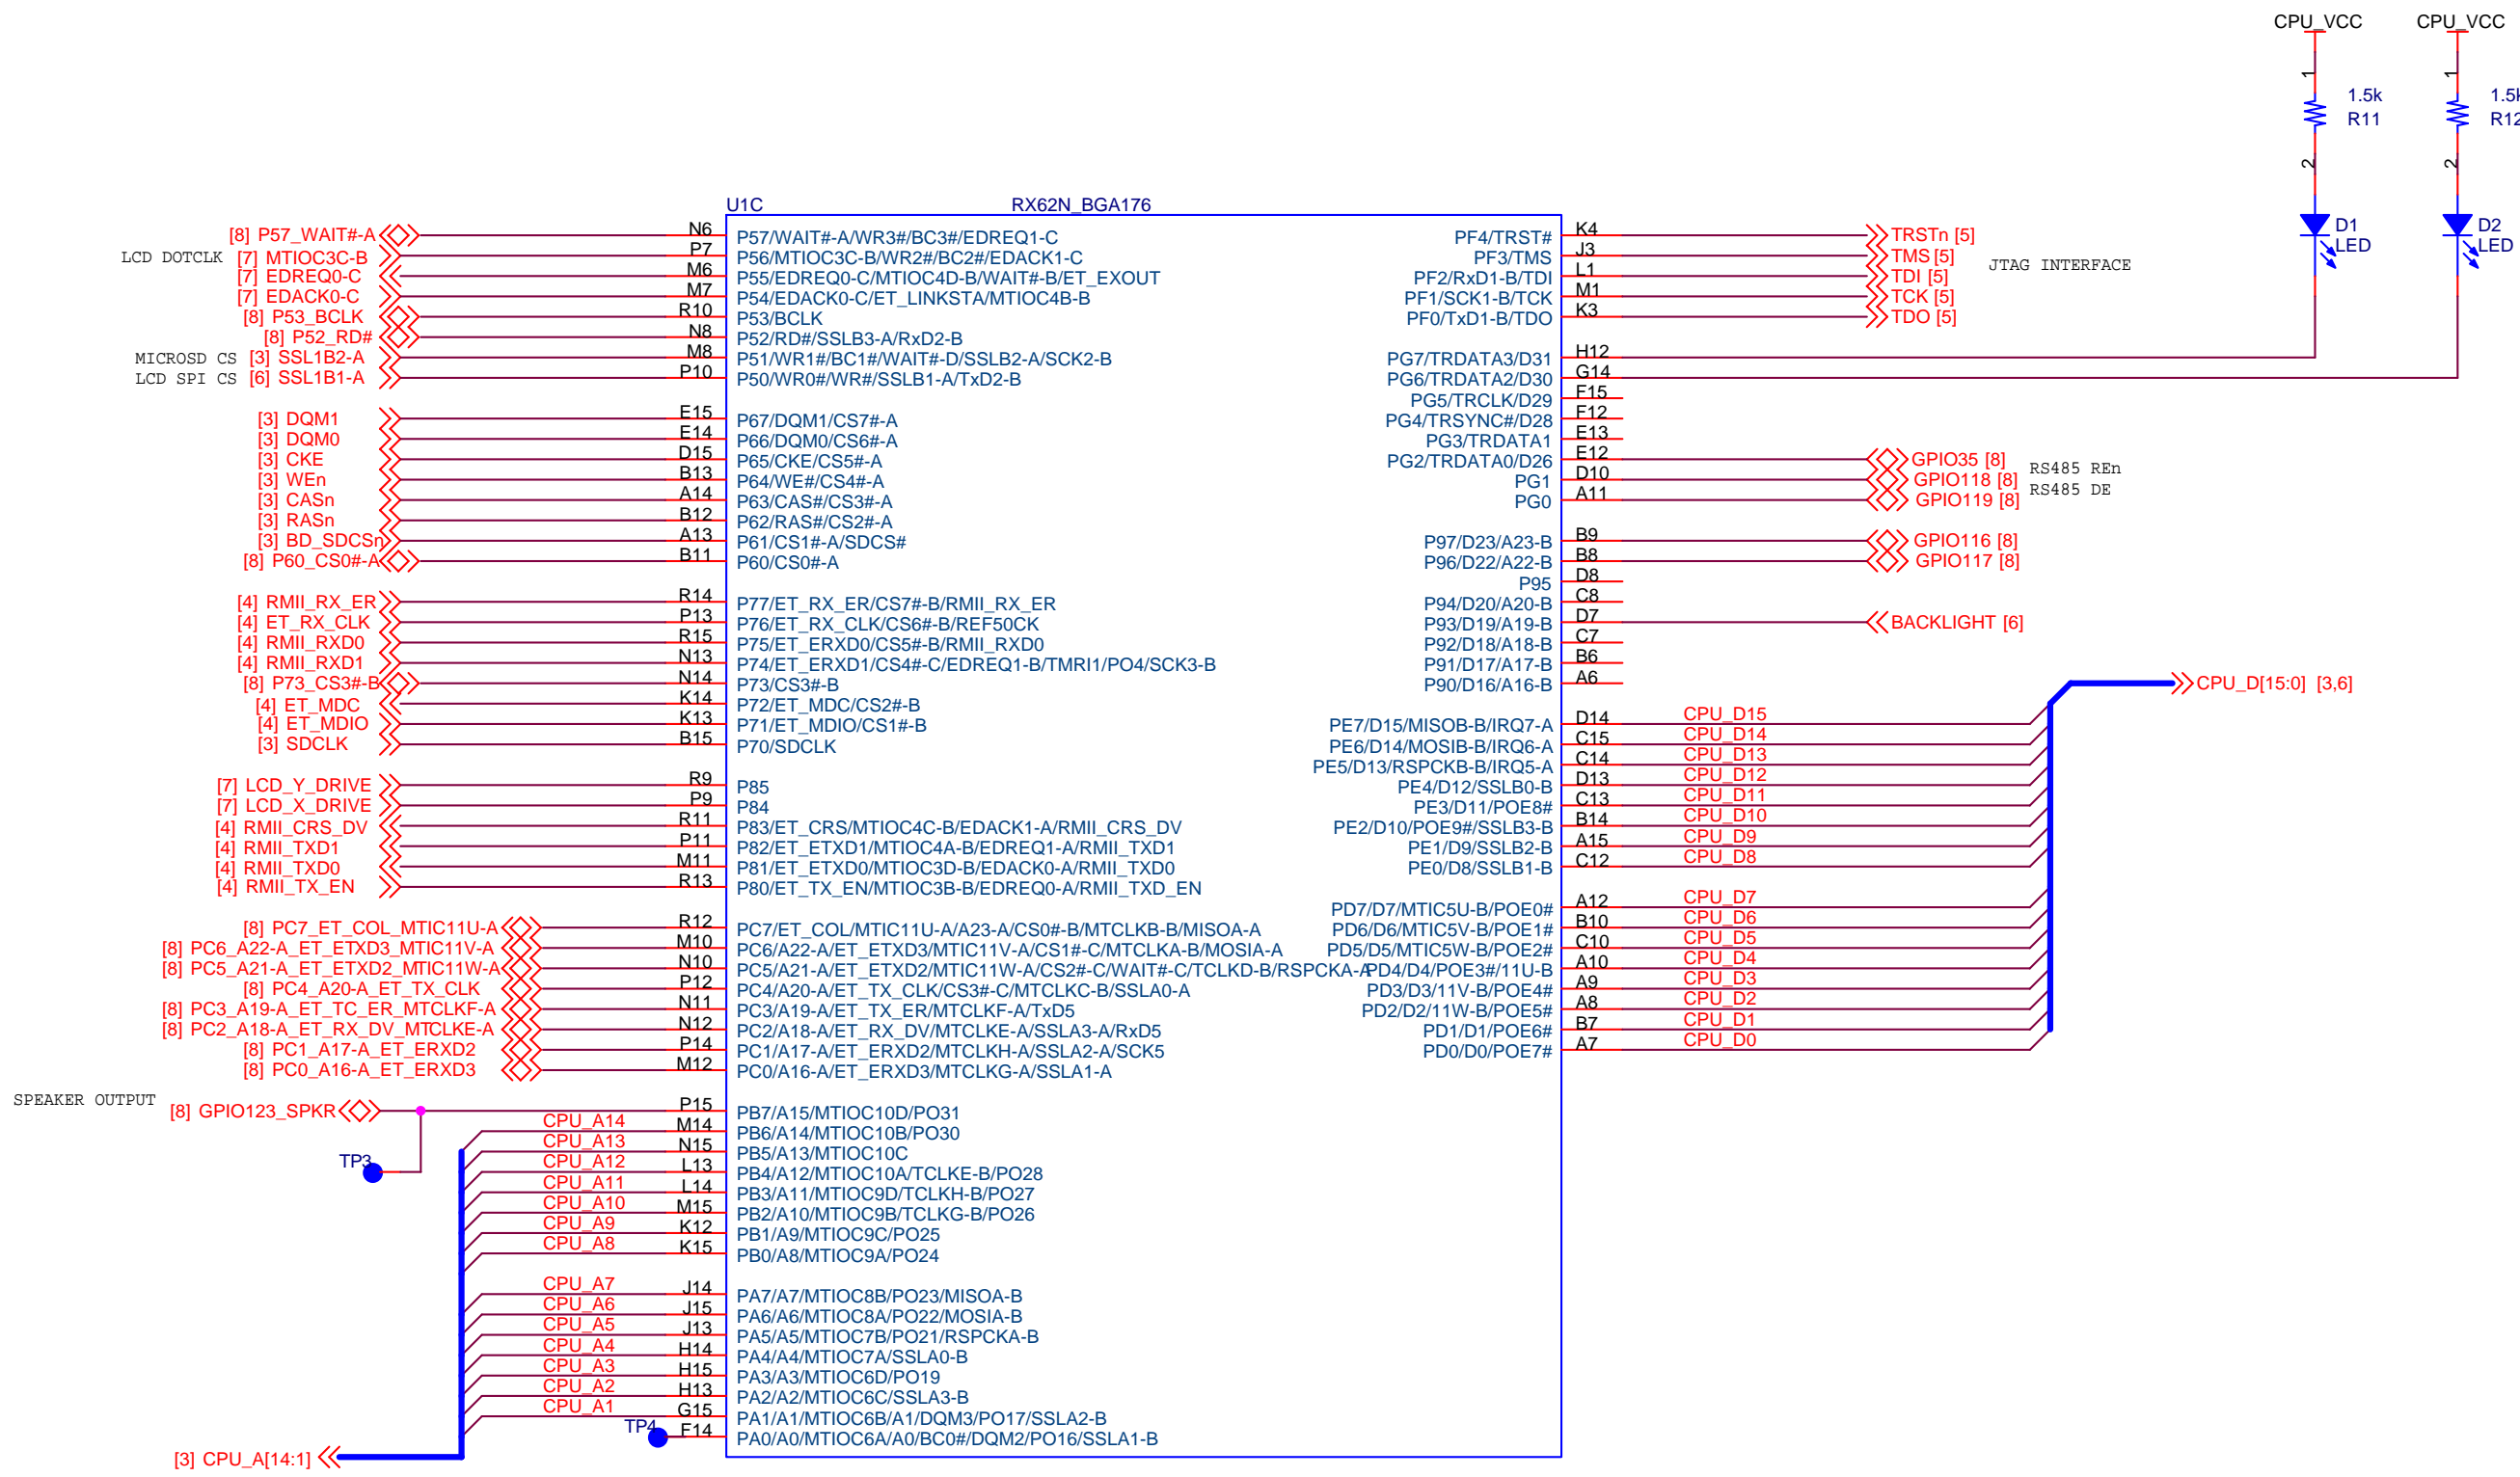 CPU_VCC CPU_VCC
1 1
1.5k 1.5k
R11 R12
2 2
D1 D2
LED LED
U1C RX62N_BGA176
[8] P57_WAIT#-A N6 P57/WAIT#-A/WR3#/BC3#/EDREQ1-C
LCD DOTCLK [7] MTIOC3C-B P7 P56/MTIOC3C-B/WR2#/BC2#/EDACK1-C
[7] EDREQ0-C M6 P55/EDREQ0-C/MTIOC4D-B/WAIT#-B/ET_EXOUT
[7] EDACK0-C M7 P54/EDACK0-C/ET_LINKSTA/MTIOC4B-B
[8] P53_BCLK R10 P53/BCLK
[8] P52_RD# N8 P52/RD#/SSLB3-A/RxD2-B
MICROSD CS [3] SSL1B2-A M8 P51/WR1#/BC1#/WAIT#-D/SSLB2-A/SCK2-B
LCD SPI CS [6] SSL1B1-A P10 P50/WR0#/WR#/SSLB1-A/TxD2-B
[3] DQM1 E15 P67/DQM1/CS7#-A
[3] DQM0 E14 P66/DQM0/CS6#-A
[3] CKE D15 P65/CKE/CS5#-A
[3] WEn B13 P64/WE#/CS4#-A
[3] CASn A14 P63/CAS#/CS3#-A
[3] RASn B12 P62/RAS#/CS2#-A
[3] BD_SDCSn A13 P61/CS1#-A/SDCS#
[8] P60_CS0#-A B11 P60/CS0#-A
[4] RMII_RX_ER R14 P77/ET_RX_ER/CS7#-B/RMII_RX_ER
[4] ET_RX_CLK P13 P76/ET_RX_CLK/CS6#-B/REF50CK
[4] RMII_RXD0 R15 P75/ET_ERXD0/CS5#-B/RMII_RXD0
[4] RMII_RXD1 N13 P74/ET_ERXD1/CS4#-C/EDREQ1-B/TMRI1/PO4/SCK3-B
[8] P73_CS3#-B N14 P73/CS3#-B
[4] ET_MDC K14 P72/ET_MDC/CS2#-B
[4] ET_MDIO K13 P71/ET_MDIO/CS1#-B
[3] SDCLK B15 P70/SDCLK
[7] LCD_Y_DRIVE R9 P85
[7] LCD_X_DRIVE P9 P84
[4] RMII_CRS_DV R11 P83/ET_CRS/MTIOC4C-B/EDACK1-A/RMII_CRS_DV
[4] RMII_TXD1 P11 P82/ET_ETXD1/MTIOC4A-B/EDREQ1-A/RMII_TXD1
[4] RMII_TXD0 M11 P81/ET_ETXD0/MTIOC3D-B/EDACK0-A/RMII_TXD0
[4] RMII_TX_EN R13 P80/ET_TX_EN/MTIOC3B-B/EDREQ0-A/RMII_TXD_EN
[8] PC7_ET_COL_MTIC11U-A R12 PC7/ET_COL/MTIC11U-A/A23-A/CS0#-B/MTCLKB-B/MISOA-A
[8] PC6_A22-A_ET_ETXD3_MTIC11V-A M10 PC6/A22-A/ET_ETXD3/MTIC11V-A/CS1#-C/MTCLKA-B/MOSIA-A
[8] PC5_A21-A_ET_ETXD2_MTIC11W-A N10 PC5/A21-A/ET_ETXD2/MTIC11W-A/CS2#-C/WAIT#-C/TCLKD-B/RSPCKA-A
[8] PC4_A20-A_ET_TX_CLK P12 PC4/A20-A/ET_TX_CLK/CS3#-C/MTCLKC-B/SSLA0-A
[8] PC3_A19-A_ET_TC_ER_MTCLKF-A N11 PC3/A19-A/ET_TX_ER/MTCLKF-A/TxD5
[8] PC2_A18-A_ET_RX_DV_MTCLKE-A N12 PC2/A18-A/ET_RX_DV/MTCLKE-A/SSLA3-A/RxD5
[8] PC1_A17-A_ET_ERXD2 P14 PC1/A17-A/ET_ERXD2/MTCLKH-A/SSLA2-A/SCK5
[8] PC0_A16-A_ET_ERXD3 M12 PC0/A16-A/ET_ERXD3/MTCLKG-A/SSLA1-A
SPEAKER OUTPUT [8] GPIO123_SPKR P15 PB7/A15/MTIOC10D/PO31
CPU_A14 M14 PB6/A14/MTIOC10B/PO30
CPU_A13 N15 PB5/A13/MTIOC10C
TP3 CPU_A12 L13 PB4/A12/MTIOC10A/TCLKE-B/PO28
CPU_A11 L14 PB3/A11/MTIOC9D/TCLKH-B/PO27
CPU_A10 M15 PB2/A10/MTIOC9B/TCLKG-B/PO26
CPU_A9 K12 PB1/A9/MTIOC9C/PO25
CPU_A8 K15 PB0/A8/MTIOC9A/PO24
CPU_A7 J14 PA7/A7/MTIOC8B/PO23/MISOA-B
CPU_A6 J15 PA6/A6/MTIOC8A/PO22/MOSIA-B
CPU_A5 J13 PA5/A5/MTIOC7B/PO21/RSPCKA-B
CPU_A4 H14 PA4/A4/MTIOC7A/SSLA0-B
CPU_A3 H15 PA3/A3/MTIOC6D/PO19
CPU_A2 H13 PA2/A2/MTIOC6C/SSLA3-B
CPU_A1 G15 PA1/A1/MTIOC6B/A1/DQM3/PO17/SSLA2-B
TP4 F14 PA0/A0/MTIOC6A/A0/BC0#/DQM2/PO16/SSLA1-B
[3] CPU_A[14:1]
PF4/TRST# K4 TRSTn [5]
PF3/TMS J3 TMS [5]
PF2/RxD1-B/TDI L1 TDI [5]
JTAG INTERFACE
PF1/SCK1-B/TCK M1 TCK [5]
PF0/TxD1-B/TDO K3 TDO [5]
PG7/TRDATA3/D31 H12
PG6/TRDATA2/D30 G14
PG5/TRCLK/D29 F15
PG4/TRSYNC#/D28 F12
PG3/TRDATA1 E13
PG2/TRDATA0/D26 E12 GPIO35 [8]
RS485 REn
PG1 D10 GPIO118 [8]
RS485 DE
PG0 A11 GPIO119 [8]
P97/D23/A23-B B9 GPIO116 [8]
P96/D22/A22-B B8 GPIO117 [8]
P95 D8
P94/D20/A20-B C8
P93/D19/A19-B D7 BACKLIGHT [6]
P92/D18/A18-B C7
P91/D17/A17-B B6
P90/D16/A16-B A6
CPU_D[15:0] [3,6]
PE7/D15/MISOB-B/IRQ7-A D14 CPU_D15
PE6/D14/MOSIB-B/IRQ6-A C15 CPU_D14
PE5/D13/RSPCKB-B/IRQ5-A C14 CPU_D13
PE4/D12/SSLB0-B D13 CPU_D12
PE3/D11/POE8# C13 CPU_D11
PE2/D10/POE9#/SSLB3-B B14 CPU_D10
PE1/D9/SSLB2-B A15 CPU_D9
PE0/D8/SSLB1-B C12 CPU_D8
PD7/D7/MTIC5U-B/POE0# A12 CPU_D7
PD6/D6/MTIC5V-B/POE1# B10 CPU_D6
PD5/D5/MTIC5W-B/POE2# C10 CPU_D5
PD4/D4/POE3#/11U-B A10 CPU_D4
PD3/D3/11V-B/POE4# A9 CPU_D3
PD2/D2/11W-B/POE5# A8 CPU_D2
PD1/D1/POE6# B7 CPU_D1
PD0/D0/POE7# A7 CPU_D0